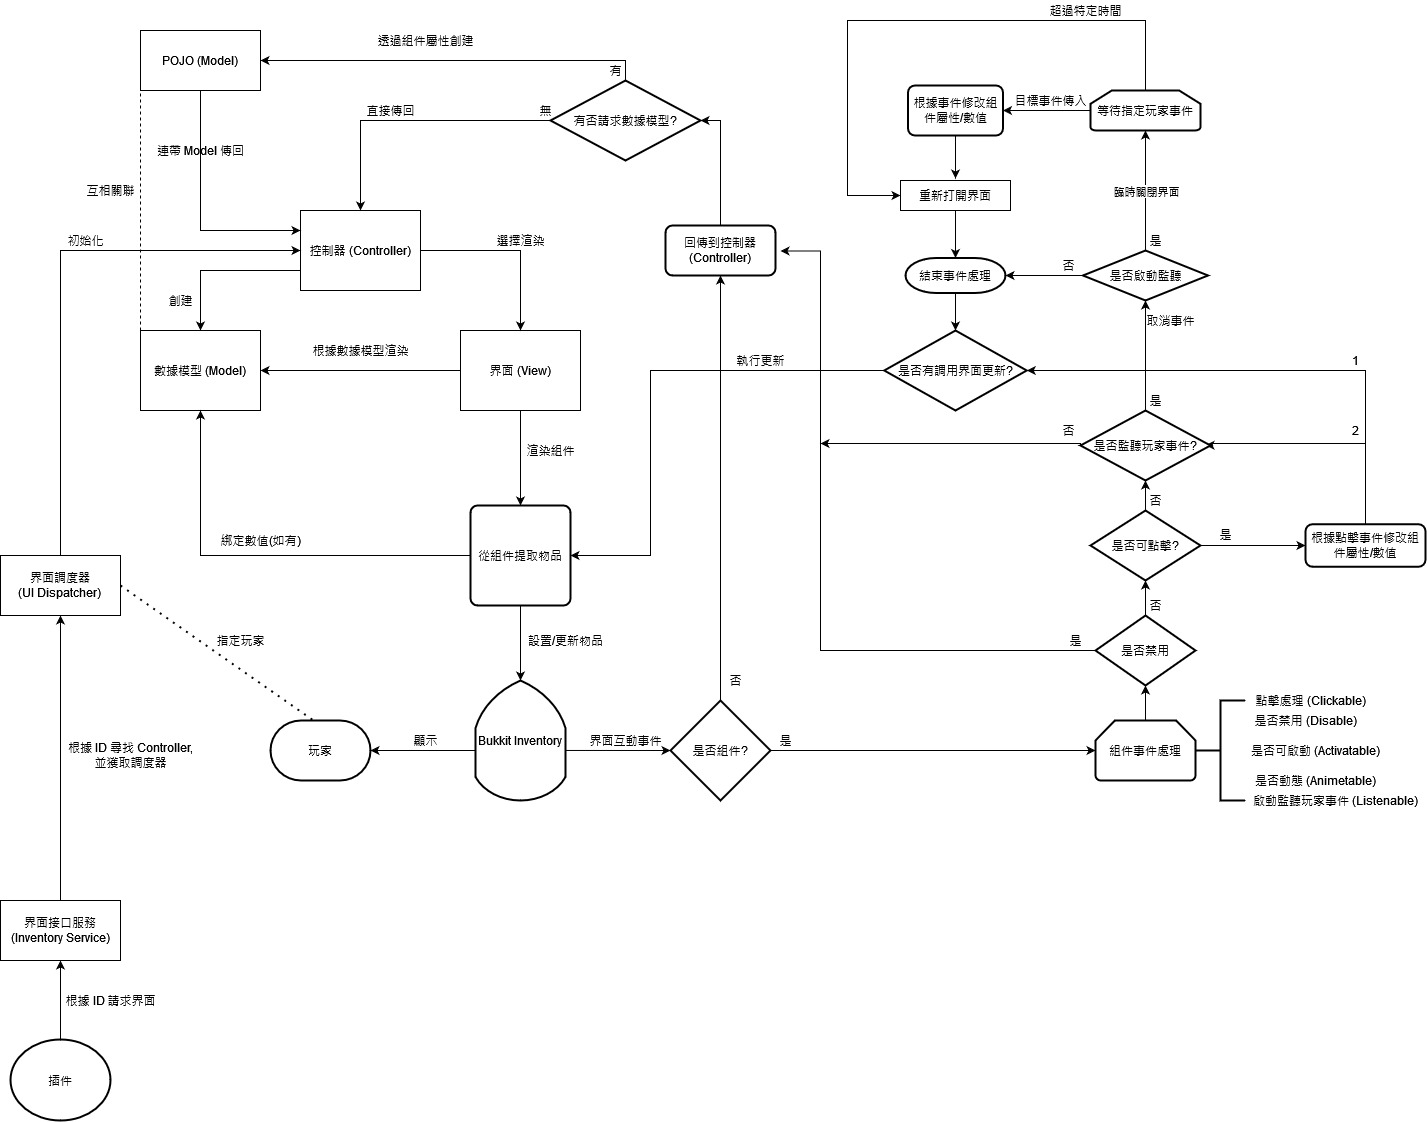 超過特定時間
POJO (Model)
透過組件屬性創建
有
直接傳回
無
有否請求數據模型?
根據事件修改組
件屬性/數值
目標事件傳入
等待指定玩家事件
連帶 Model 傳回
互相關聯
重新打開界面
臨時關閉界面
初始化
控制器 (Controller)
選擇渲染
回傳到控制器
(Controller)
是
否
結束事件處理
是否啟動監聽
創建
取消事件
根據數據模型渲染
執行更新
1
數據模型 (Model)
界面 (View)
是否有調用界面更新?
是
否
2
渲染組件
是否監聽玩家事件?
否
綁定數值(如有)
從組件提取物品
是否可點擊?
是
根據點擊事件修改組
件屬性/數值
界面調度器
(UI Dispatcher)
否
指定玩家
設置/更新物品
是
是否禁用
否
點擊處理 (Clickable)
是否禁用 (Disable)
玩家
顯示
Bukkit Inventory
界面互動事件
是否組件?
是
組件事件處理
是否可啟動 (Activatable)
是否動態 (Animetable)
啟動監聽玩家事件 (Listenable)
根據 ID 尋找 Controller,
並獲取調度器
界面接口服務
(Inventory Service)
根據 ID 請求界面
插件